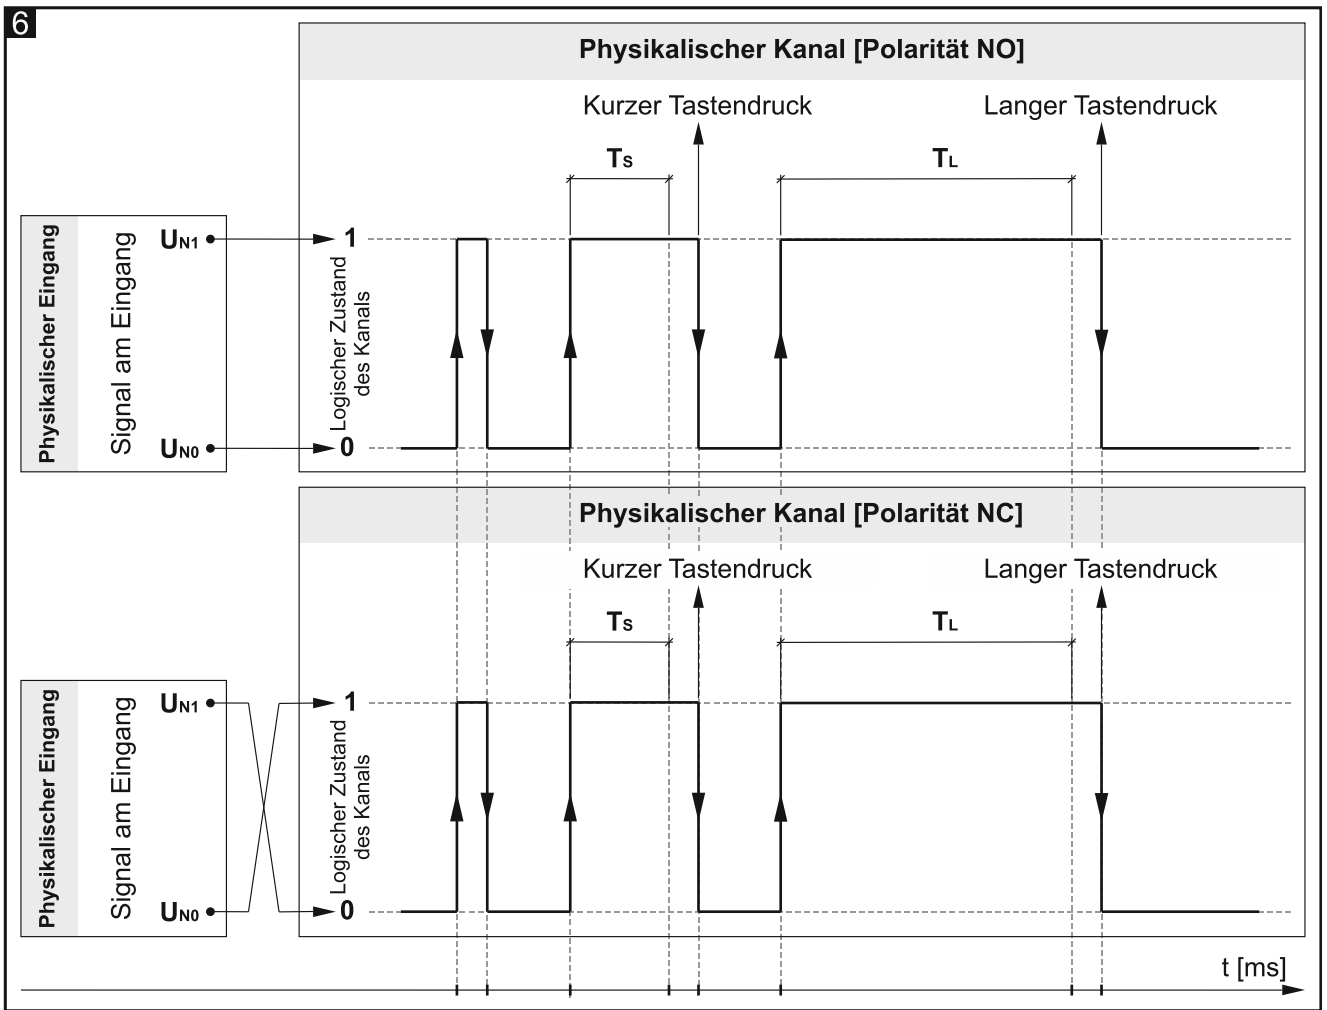 6
Physikalischer Kanal [Polarität NO]
Kurzer Tastendruck
Langer Tastendruck
TS
TL
Physikalischer Eingang
Signal am Eingang
UN1
UN0
1
Logischer Zustand
des Kanals
0
Physikalischer Kanal [Polarität NC]
Kurzer Tastendruck
Langer Tastendruck
TS
TL
Physikalischer Eingang
Signal am Eingang
UN1
UN0
1
Logischer Zustand
des Kanals
0
t [ms]